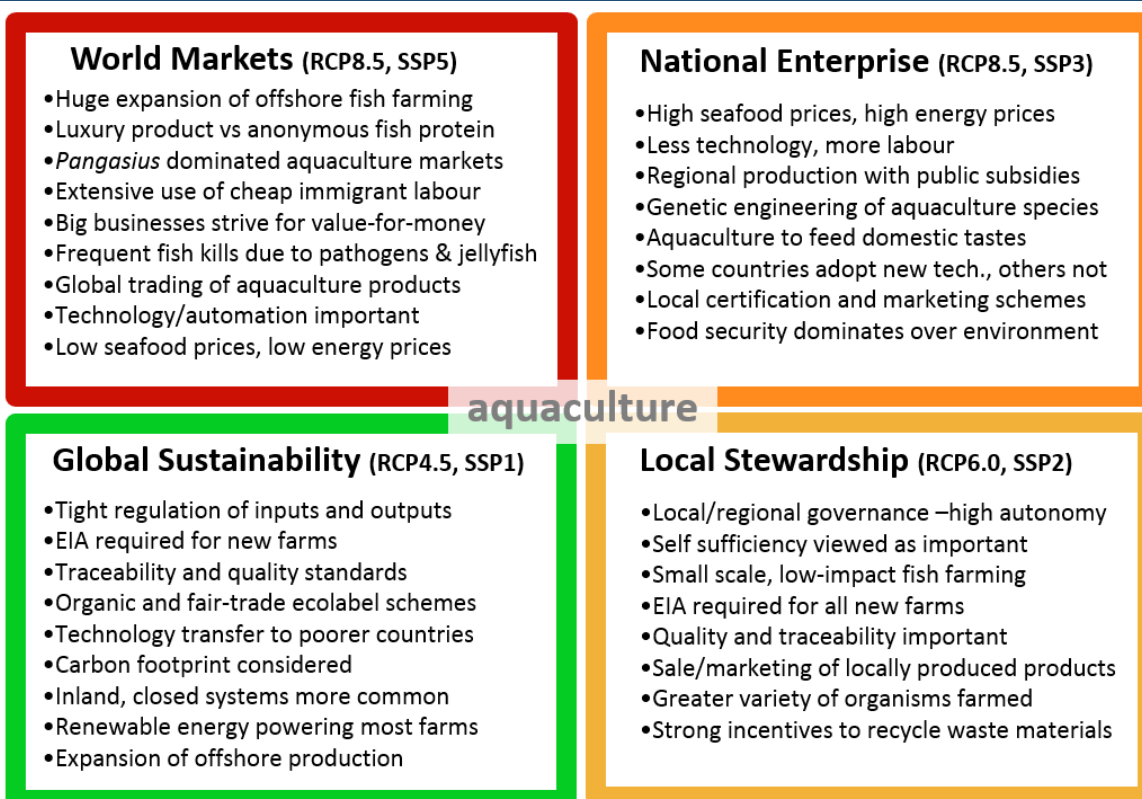 World Markets (RCP8.5, SSP5)
•Huge expansion of offshore fish farming
•Luxury product vs anonymous fish protein
•Pangasius dominated aquaculture markets
•Extensive use of cheap immigrant labour
•Big businesses strive for value-for-money
•Frequent fish kills due to pathogens & jellyfish
•Global trading of aquaculture products
•Technology/automation important
•Low seafood prices, low energy prices
National Enterprise (RCP8.5, SSP3)
•High seafood prices, high energy prices
•Less technology, more labour
•Regional production with public subsidies
•Genetic engineering of aquaculture species
•Aquaculture to feed domestic tastes
•Some countries adopt new tech., others not
•Local certification and marketing schemes
•Food security dominates over environment
aquaculture
Global Sustainability (RCP4.5, SSP1)
•Tight regulation of inputs and outputs
•EIA required for new farms
•Traceability and quality standards
•Organic and fair-trade ecolabel schemes
•Technology transfer to poorer countries
•Carbon footprint considered
•Inland, closed systems more common
•Renewable energy powering most farms
•Expansion of offshore production
Local Stewardship (RCP6.0, SSP2)
•Local/regional governance –high autonomy
•Self sufficiency viewed as important
•Small scale, low-impact fish farming
•EIA required for all new farms
•Quality and traceability important
•Sale/marketing of locally produced products
•Greater variety of organisms farmed
•Strong incentives to recycle waste materials